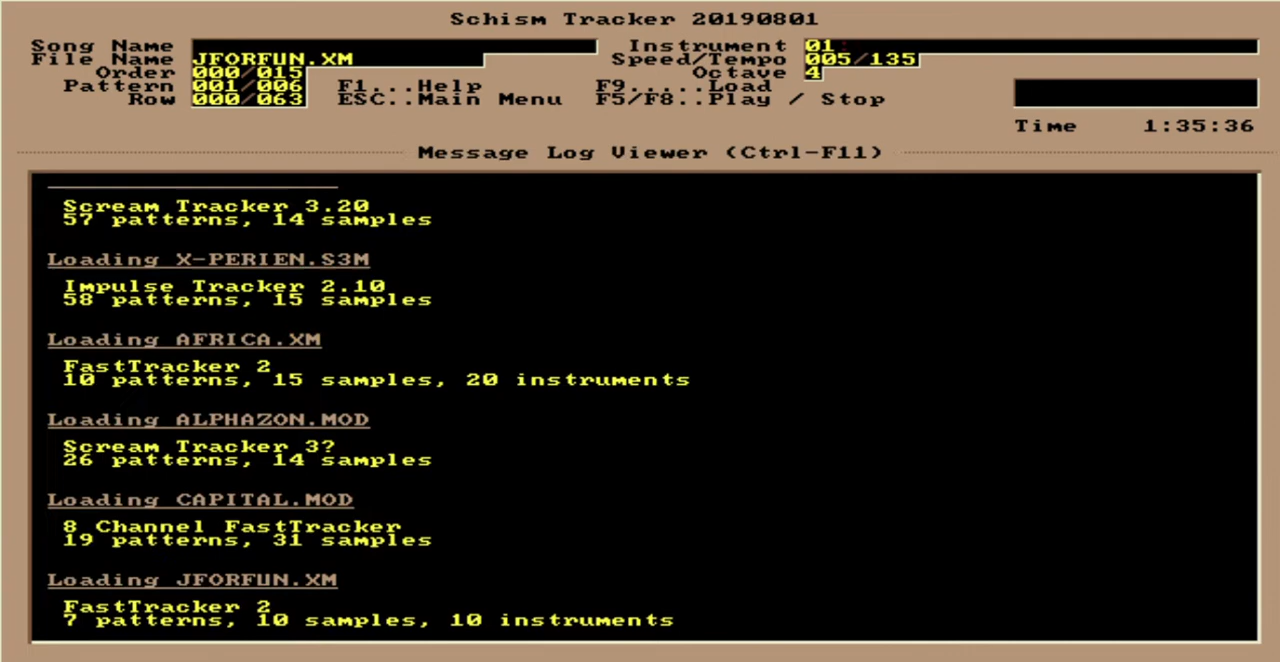 Schism Tracker 20190801
Song Name
Instrument 01
File Name JFORFUN.XM
Speed/Tempo 005/135
Order 000/015
Octave 4
Pattern 001/006
F1...Help F9.....Load
Row 000/063
ESC..Main Menu F5/F8..Play / Stop
Time 1:35:36
Message Log Viewer (Ctrl-F11)
Scream Tracker 3.20
57 patterns, 14 samples
Loading X-PERIEN.S3M
Impulse Tracker 2.10
58 patterns, 15 samples
Loading AFRICA.XM
FastTracker 2
10 patterns, 15 samples, 20 instruments
Loading ALPHAZON.MOD
Scream Tracker 3?
26 patterns, 14 samples
Loading CAPITAL.MOD
8 Channel FastTracker
19 patterns, 31 samples
Loading JFORFUN.XM
FastTracker 2
7 patterns, 10 samples, 10 instruments